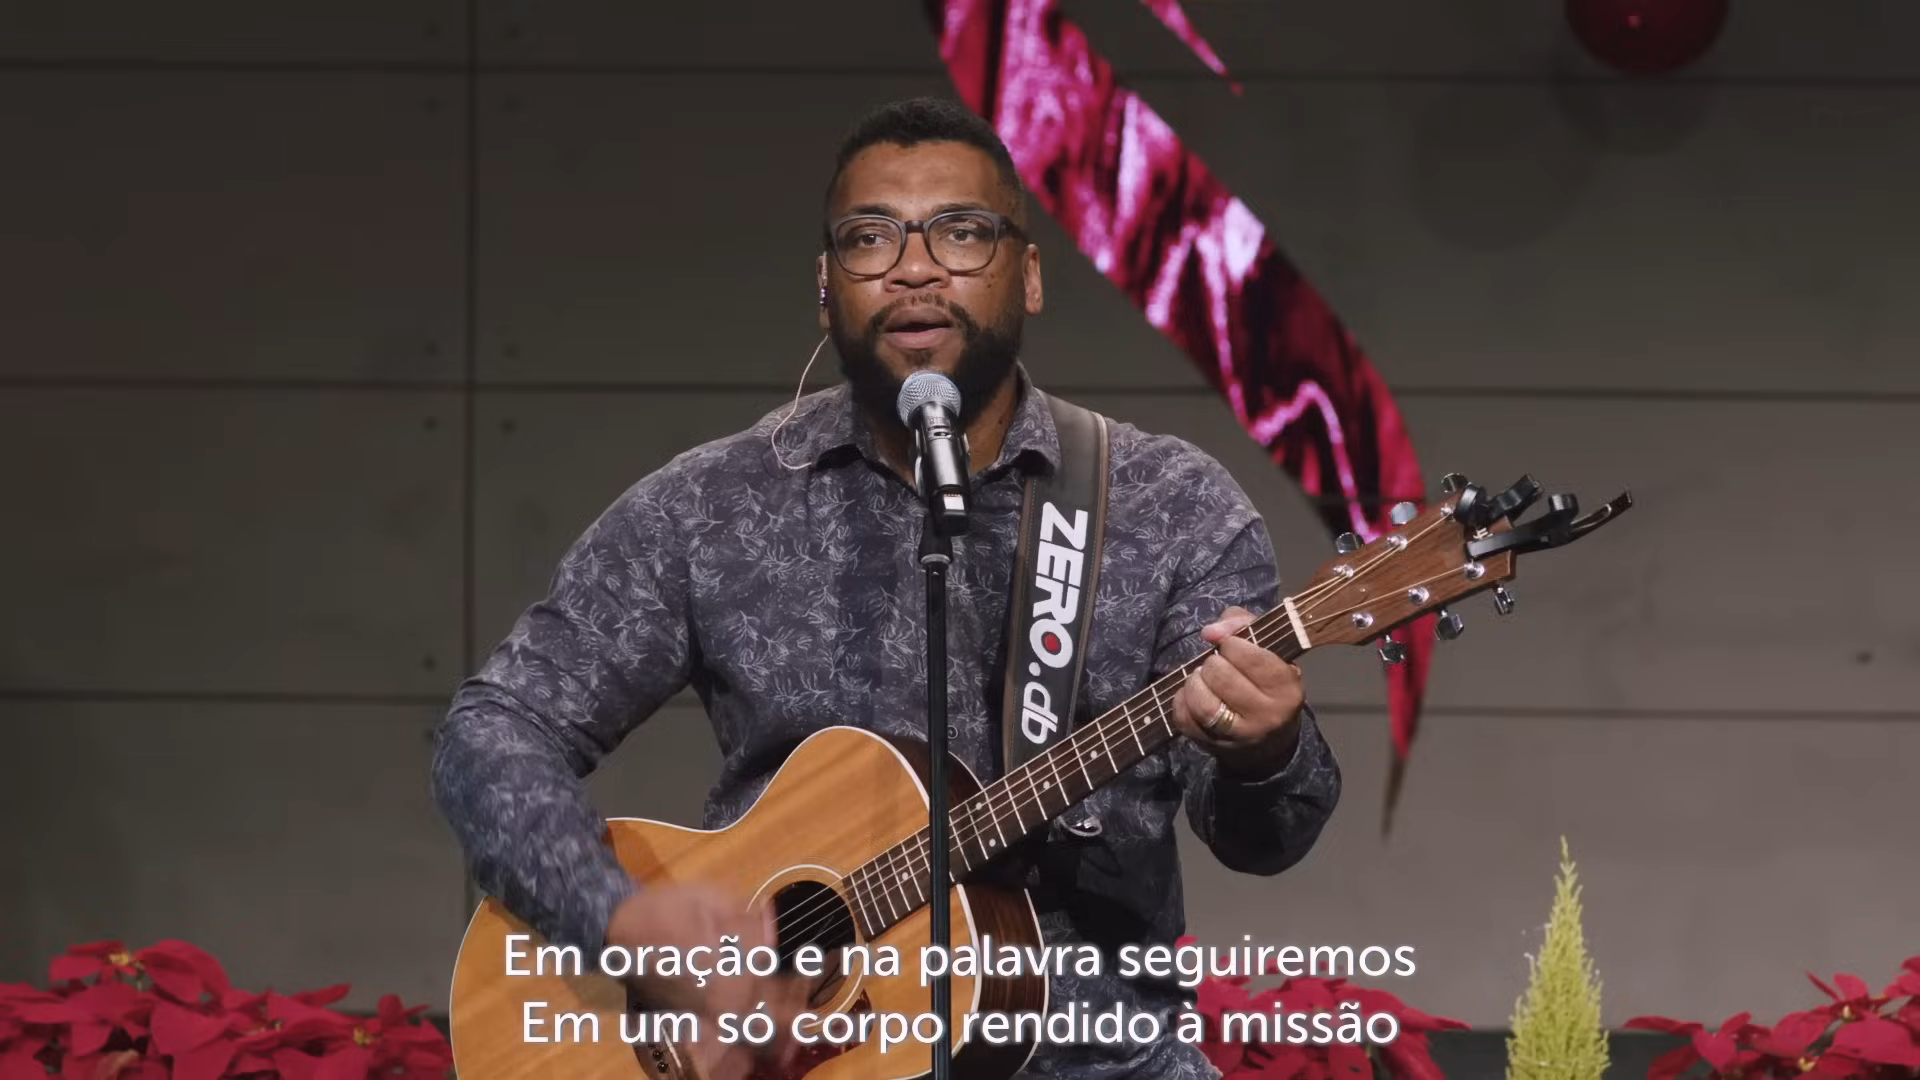 ZERO.db
Em oração e na palavra seguiremos
Em um só corpo rendido à missão